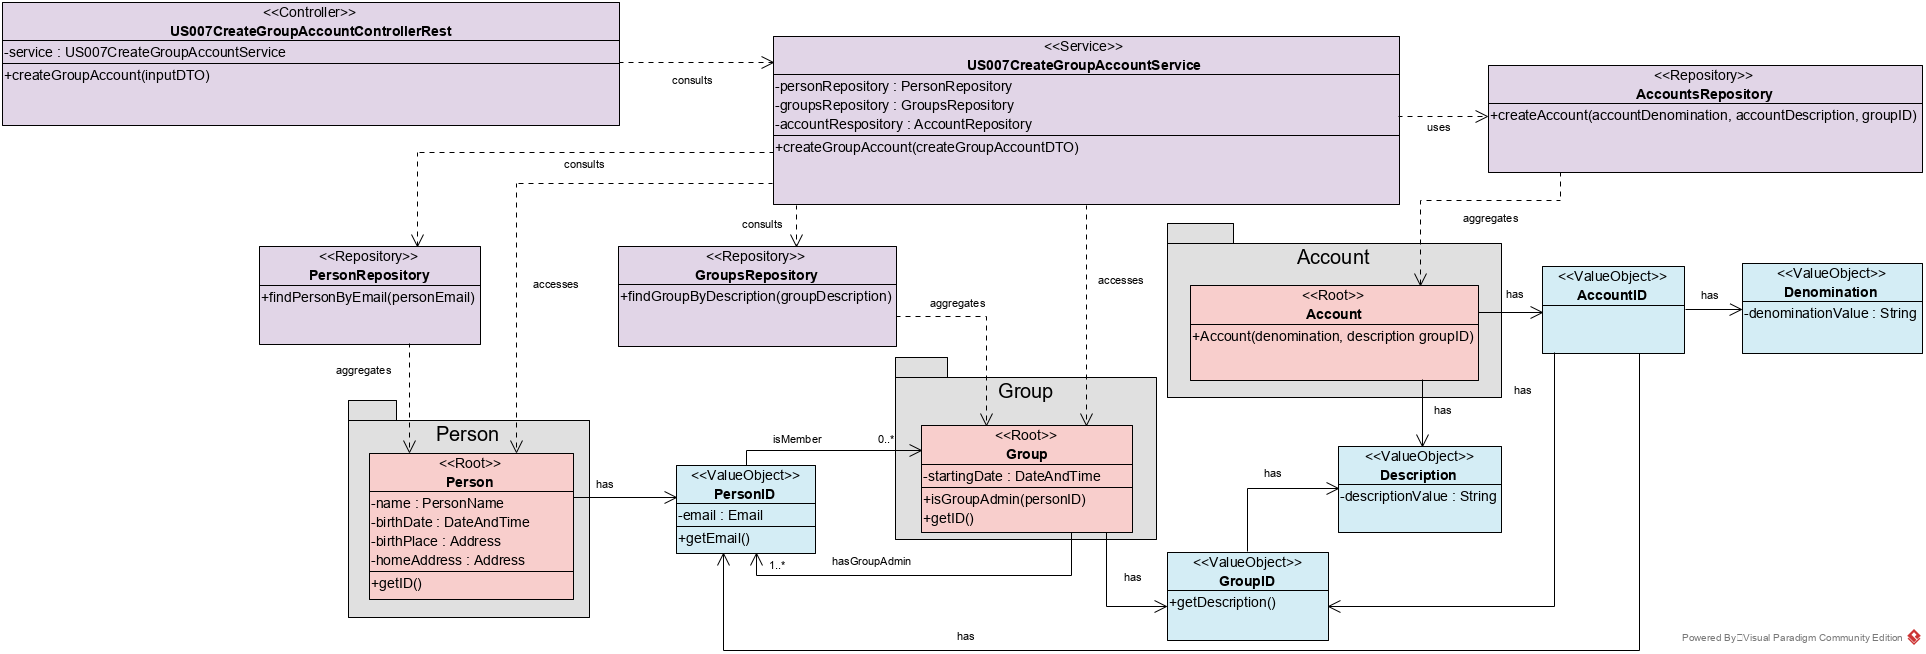 <<Controller>>
US007CreateGroupAccountControllerRest
-service : US007CreateGroupAccountService
+createGroupAccount(inputDTO)
consults
<<Service>>
US007CreateGroupAccountService
-personRepository : PersonRepository
-groupsRepository : GroupsRepository
-accountRespository : AccountRepository
+createGroupAccount(createGroupAccountDTO)
uses
<<Repository>>
AccountsRepository
+createAccount(accountDenomination, accountDescription, groupID)
consults
consults
accesses
accesses
aggregates
<<Repository>>
PersonRepository
+findPersonByEmail(personEmail)
<<Repository>>
GroupsRepository
+findGroupByDescription(groupDescription)
aggregates
aggregates
Account
<<Root>>
Account
+Account(denomination, description groupID)
has
<<ValueObject>>
AccountID
has
<<ValueObject>>
Denomination
-denominationValue : String
has
has
Person
<<Root>>
Person
-name : PersonName
-birthDate : DateAndTime
-birthPlace : Address
-homeAddress : Address
+getID()
has
isMember
0..*
<<ValueObject>>
PersonID
-email : Email
+getEmail()
1..*
hasGroupAdmin
Group
<<Root>>
Group
-startingDate : DateAndTime
+isGroupAdmin(personID)
+getID()
has
has
<<ValueObject>>
Description
-descriptionValue : String
<<ValueObject>>
GroupID
+getDescription()
has
Powered By Visual Paradigm Community Edition